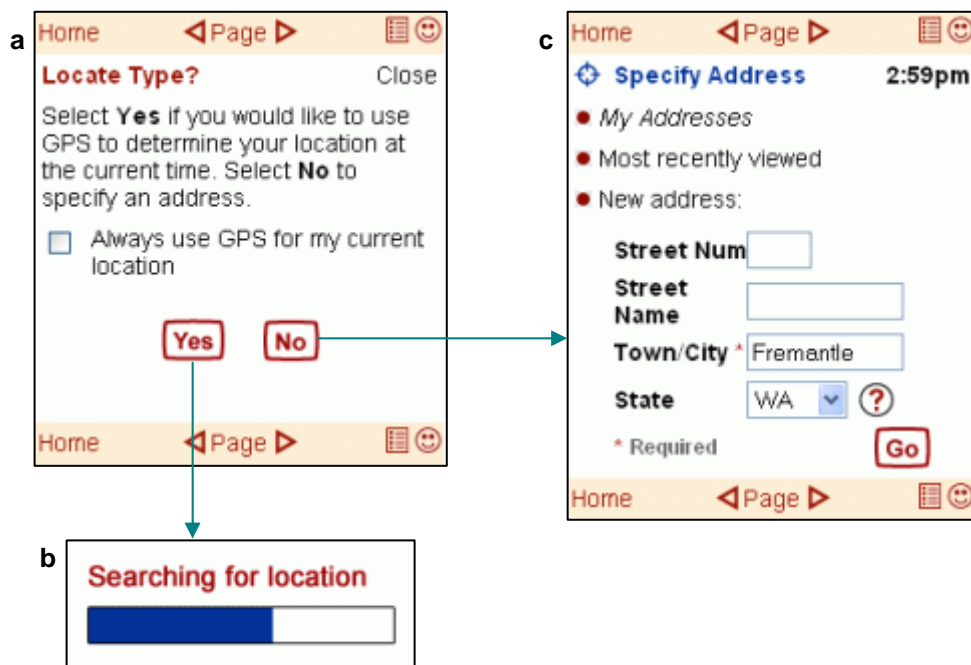 a
Home Page
Locate Type? Close
Select Yes if you would like to use
GPS to determine your location at
the current time. Select No to
specify an address.
Always use GPS for my current
location
Yes No
Home Page
b
Searching for location
c
Home Page
Specify Address 2:59pm
My Addresses
Most recently viewed
New address:
Street Num
Street
Name
Town/City * Fremantle
State WA ?
* Required Go
Home Page